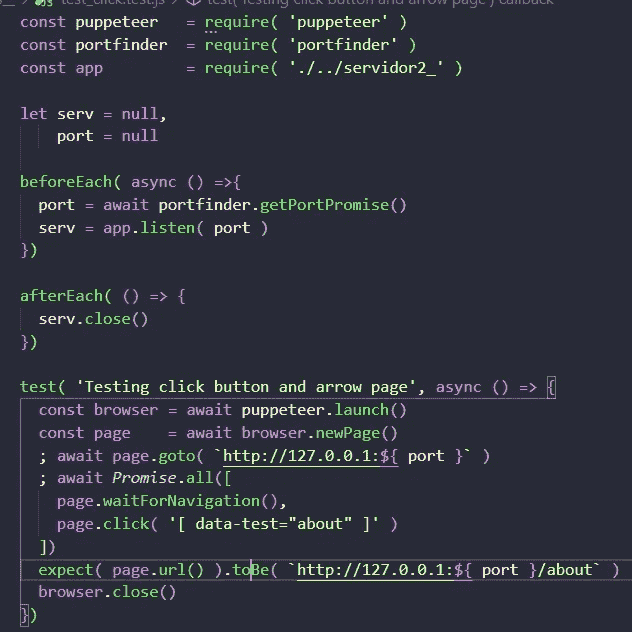 test_click.test.js > test('Testing click button and arrow page') callback
const puppeteer   = require( 'puppeteer' )
const portfinder  = require( 'portfinder' )
const app         = require( './../servidor2_' )
let serv = null,
    port = null
beforeEach( async () =>{
  port = await portfinder.getPortPromise()
  serv = app.listen( port )
})
afterEach( () => {
  serv.close()
})
test( 'Testing click button and arrow page', async () => {
  const browser = await puppeteer.launch()
  const page    = await browser.newPage()
  ; await page.goto( `http://127.0.0.1:${ port }` )
  ; await Promise.all([
    page.waitForNavigation(),
    page.click( '[ data-test="about" ]' )
  ])
  expect( page.url() ).toBe( `http://127.0.0.1:${ port }/about` )
  browser.close()
})